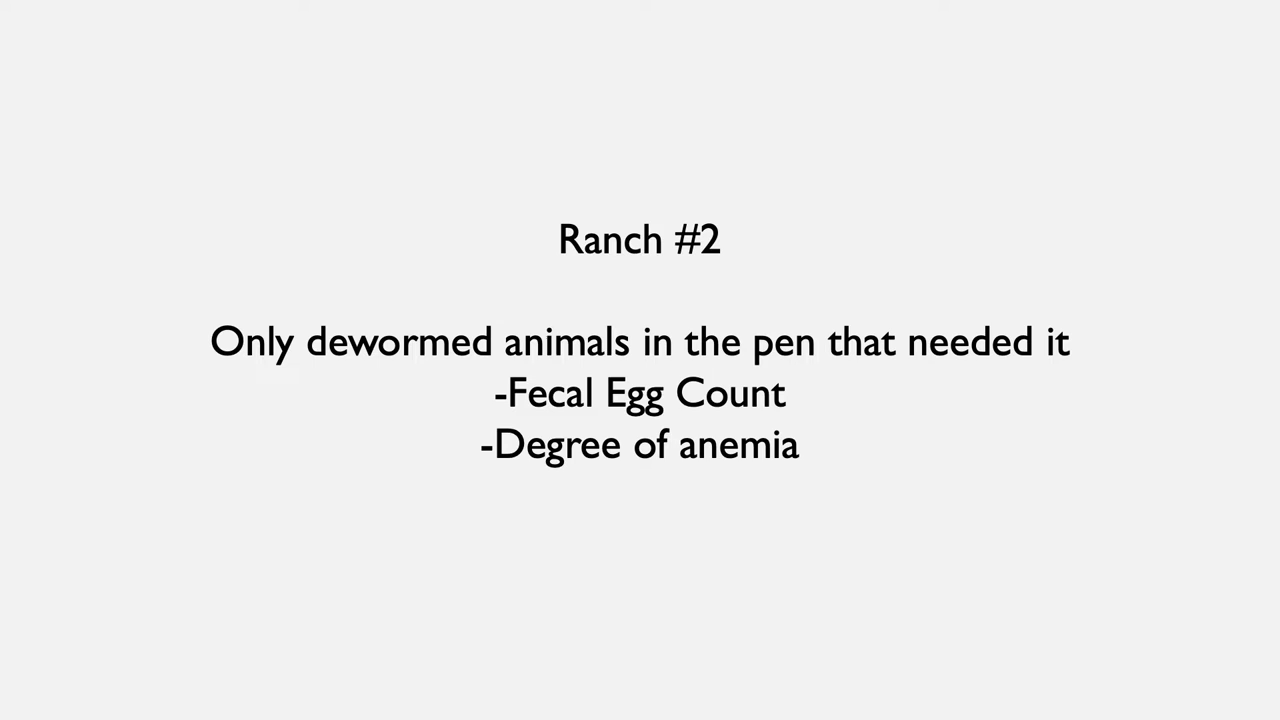 Ranch #2
Only dewormed animals in the pen that needed it
-Fecal Egg Count
-Degree of anemia